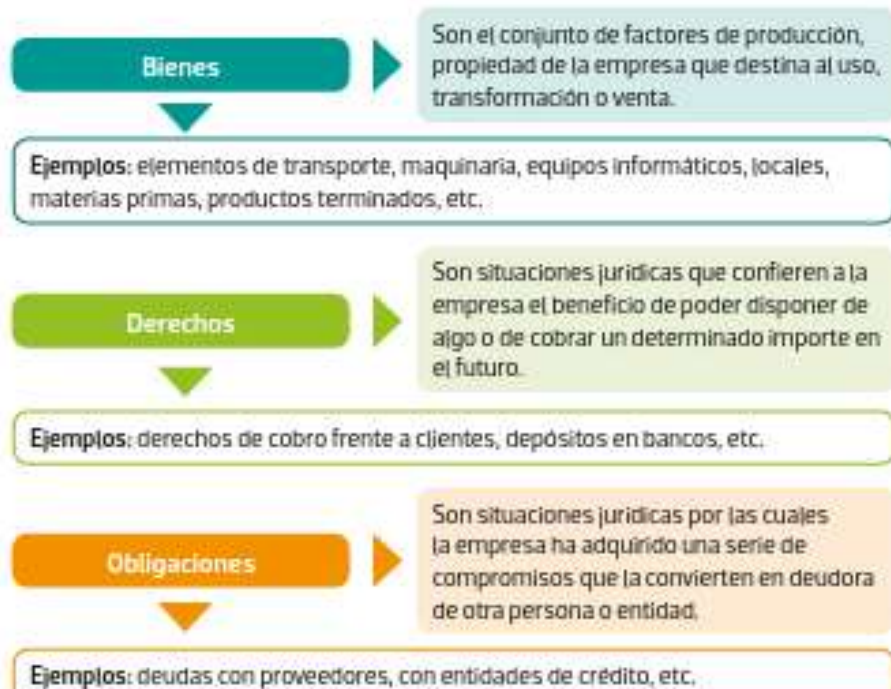 Bienes
Son el conjunto de factores de producción,
propiedad de la empresa que destina al uso,
transformación o venta.
Ejemplos: elementos de transporte, maquinaria, equipos informáticos, locales,
materias primas, productos terminados, etc.
Derechos
Son situaciones jurídicas que confieren a la
empresa el beneficio de poder disponer de
algo o de cobrar un determinado importe en
el futuro.
Ejemplos: derechos de cobro frente a clientes, depósitos en bancos, etc.
Obligaciones
Son situaciones jurídicas por las cuales
la empresa ha adquirido una serie de
compromisos que la convierten en deudora
de otra persona o entidad.
Ejemplos: deudas con proveedores, con entidades de crédito, etc.